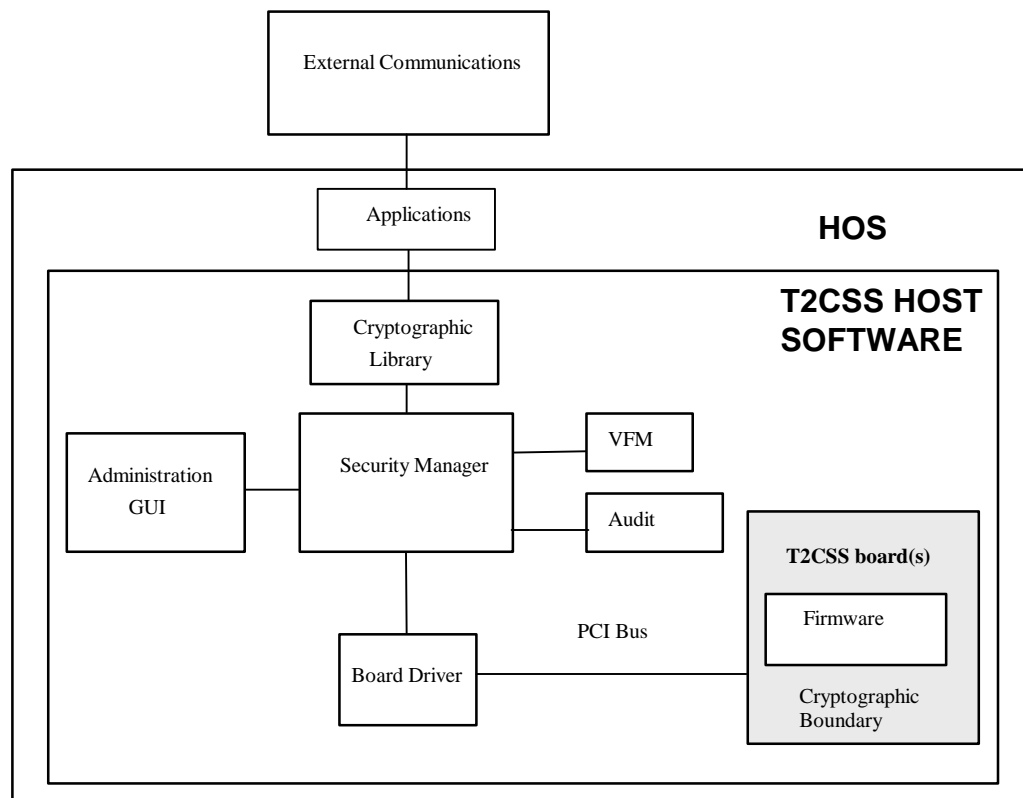 External Communications
Applications
HOS
T2CSS HOST
SOFTWARE
Cryptographic
Library
VFM
Security Manager
Administration
GUI
Audit
T2CSS board(s)
Firmware
PCI Bus
Board Driver
Cryptographic
Boundary